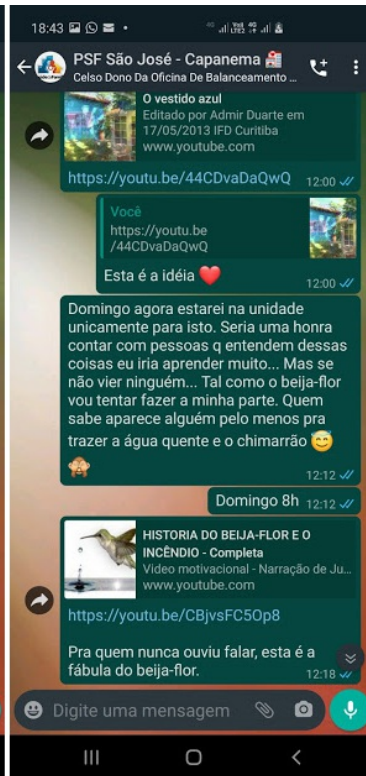 18:43
PSF São José - Capanema
Celso Dono Da Oficina De Balanceamento ...
O vestido azul
Editado por Admir Duarte em
17/05/2013 IFD Curitiba
www.youtube.com
https://youtu.be/44CDvaDaQwQ 12:00
Você
https://youtu.be
/44CDvaDaQwQ
Esta é a idéia ❤️ 12:00
Domingo agora estarei na unidade
unicamente para isto. Seria uma honra
contar com pessoas q entendem dessas
coisas eu iria aprender muito... Mas se
não vier ninguém... Tal como o beija-flor
vou tentar fazer a minha parte. Quem
sabe aparece alguém pelo menos pra
trazer a água quente e o chimarrão 😇
🙈 12:12
Domingo 8h 12:12
HISTORIA DO BEIJA-FLOR E O
INCÊNDIO - Completa
Video motivacional - Narração de Ju...
www.youtube.com
https://youtu.be/CBjvsFC5Op8
Pra quem nunca ouviu falar, esta é a
fábula do beija-flor. 12:18
Digite uma mensagem